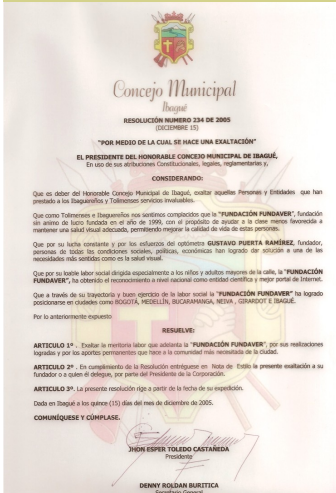 Concejo Municipal
Ibagué
RESOLUCIÓN NUMERO 234 DE 2005
(DICIEMBRE 15)
"POR MEDIO DE LA CUAL SE HACE UNA EXALTACIÓN"
EL PRESIDENTE DEL HONORABLE CONCEJO MUNICIPAL DE IBAGUÉ,
En uso de sus atribuciones Constitucionales, legales, reglamentarias y,
CONSIDERANDO:
Que es deber del Honorable Concejo Municipal de Ibagué, exaltar aquellas Personas y Entidades que han
prestado a los Ibaguereños y Tolimenses servicios invaluables.
Que como Tolimenses e Ibaguereños nos sentimos complacidos que la "FUNDACIÓN FUNDAVER", fundación
sin animo de lucro fundada en el año de 1999, con el propósito de ayudar a la clase menos favorecida a
mantener una salud visual adecuada, permitiendo mejorar la calidad de vida de estas personas.
Que por su lucha constante y por los esfuerzos del optómetra GUSTAVO PUERTA RAMÍREZ, fundador,
personas de todas las condiciones sociales, políticas, económicas han logrado dar solución a una de las
necesidades más sentidas como es la salud visual.
Que por su loable labor social dirigida especialmente a los niños y adultos mayores de la calle, la "FUNDACIÓN
FUNDAVER", ha obtenido el reconocimiento a nivel nacional como entidad científica y mejor portal de Internet.
Que a través de su trayectoria y buen ejercicio de la labor social la "FUNDACIÓN FUNDAVER" ha logrado
posicionarse en ciudades como BOGOTÁ, MEDELLÍN, BUCARAMANGA, NEIVA , GIRARDOT E IBAGUÉ.
Por lo anteriormente expuesto
RESUELVE:
ARTICULO 1º . Exaltar la meritoria labor que adelanta la "FUNDACIÓN FUNDAVER", por sus realizaciones
logradas y por los aportes permanentes que hace a la comunidad más necesitada de la ciudad.
ARTICULO 2º . En cumplimiento de la Resolución entréguese en Nota de Estilo la presente exaltación a su
fundador o a quien él delegue, por parte del Presidente de la Corporación.
ARTICULO 3º. La presente resolución rige a partir de la fecha de su expedición.
Dada en Ibagué a los quince (15) días del mes de diciembre de 2005.
COMUNÍQUESE Y CÚMPLASE.
JHON ESPER TOLEDO CASTAÑEDA
Presidente
DENNY ROLDAN BURITICA
Secretario General